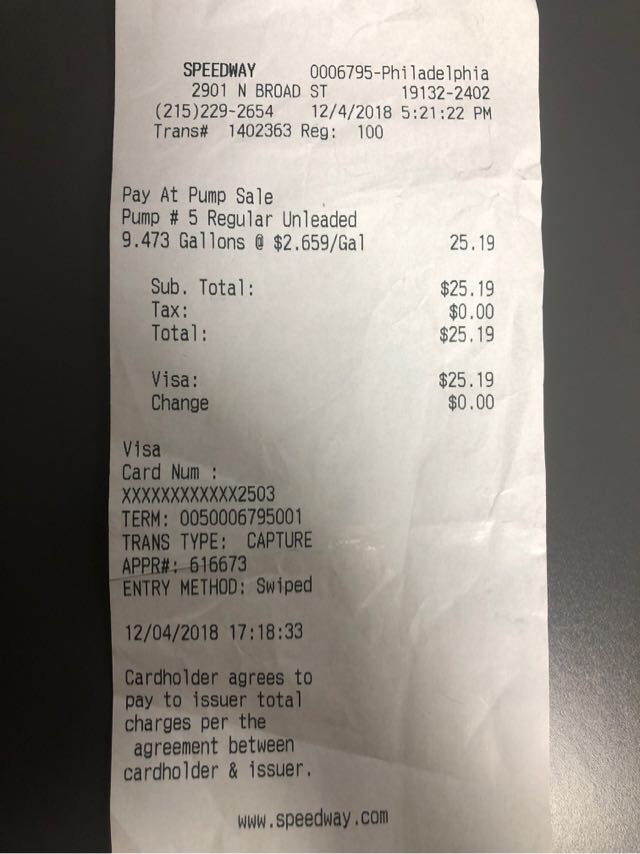 SPEEDWAY 0006795-Philadelphia
2901 N BROAD ST 19132-2402
(215)229-2654 12/4/2018 5:21:22 PM
Trans# 1402363 Reg: 100
Pay At Pump Sale
Pump # 5 Regular Unleaded
9.473 Gallons @ $2.659/Gal 25.19
Sub. Total: $25.19
Tax: $0.00
Total: $25.19
Visa: $25.19
Change $0.00
Visa
Card Num :
XXXXXXXXXXXX2503
TERM: 0050006795001
TRANS TYPE: CAPTURE
APPR#: 616673
ENTRY METHOD: Swiped
12/04/2018 17:18:33
Cardholder agrees to
pay to issuer total
charges per the
agreement between
cardholder & issuer.
www.speedway.com